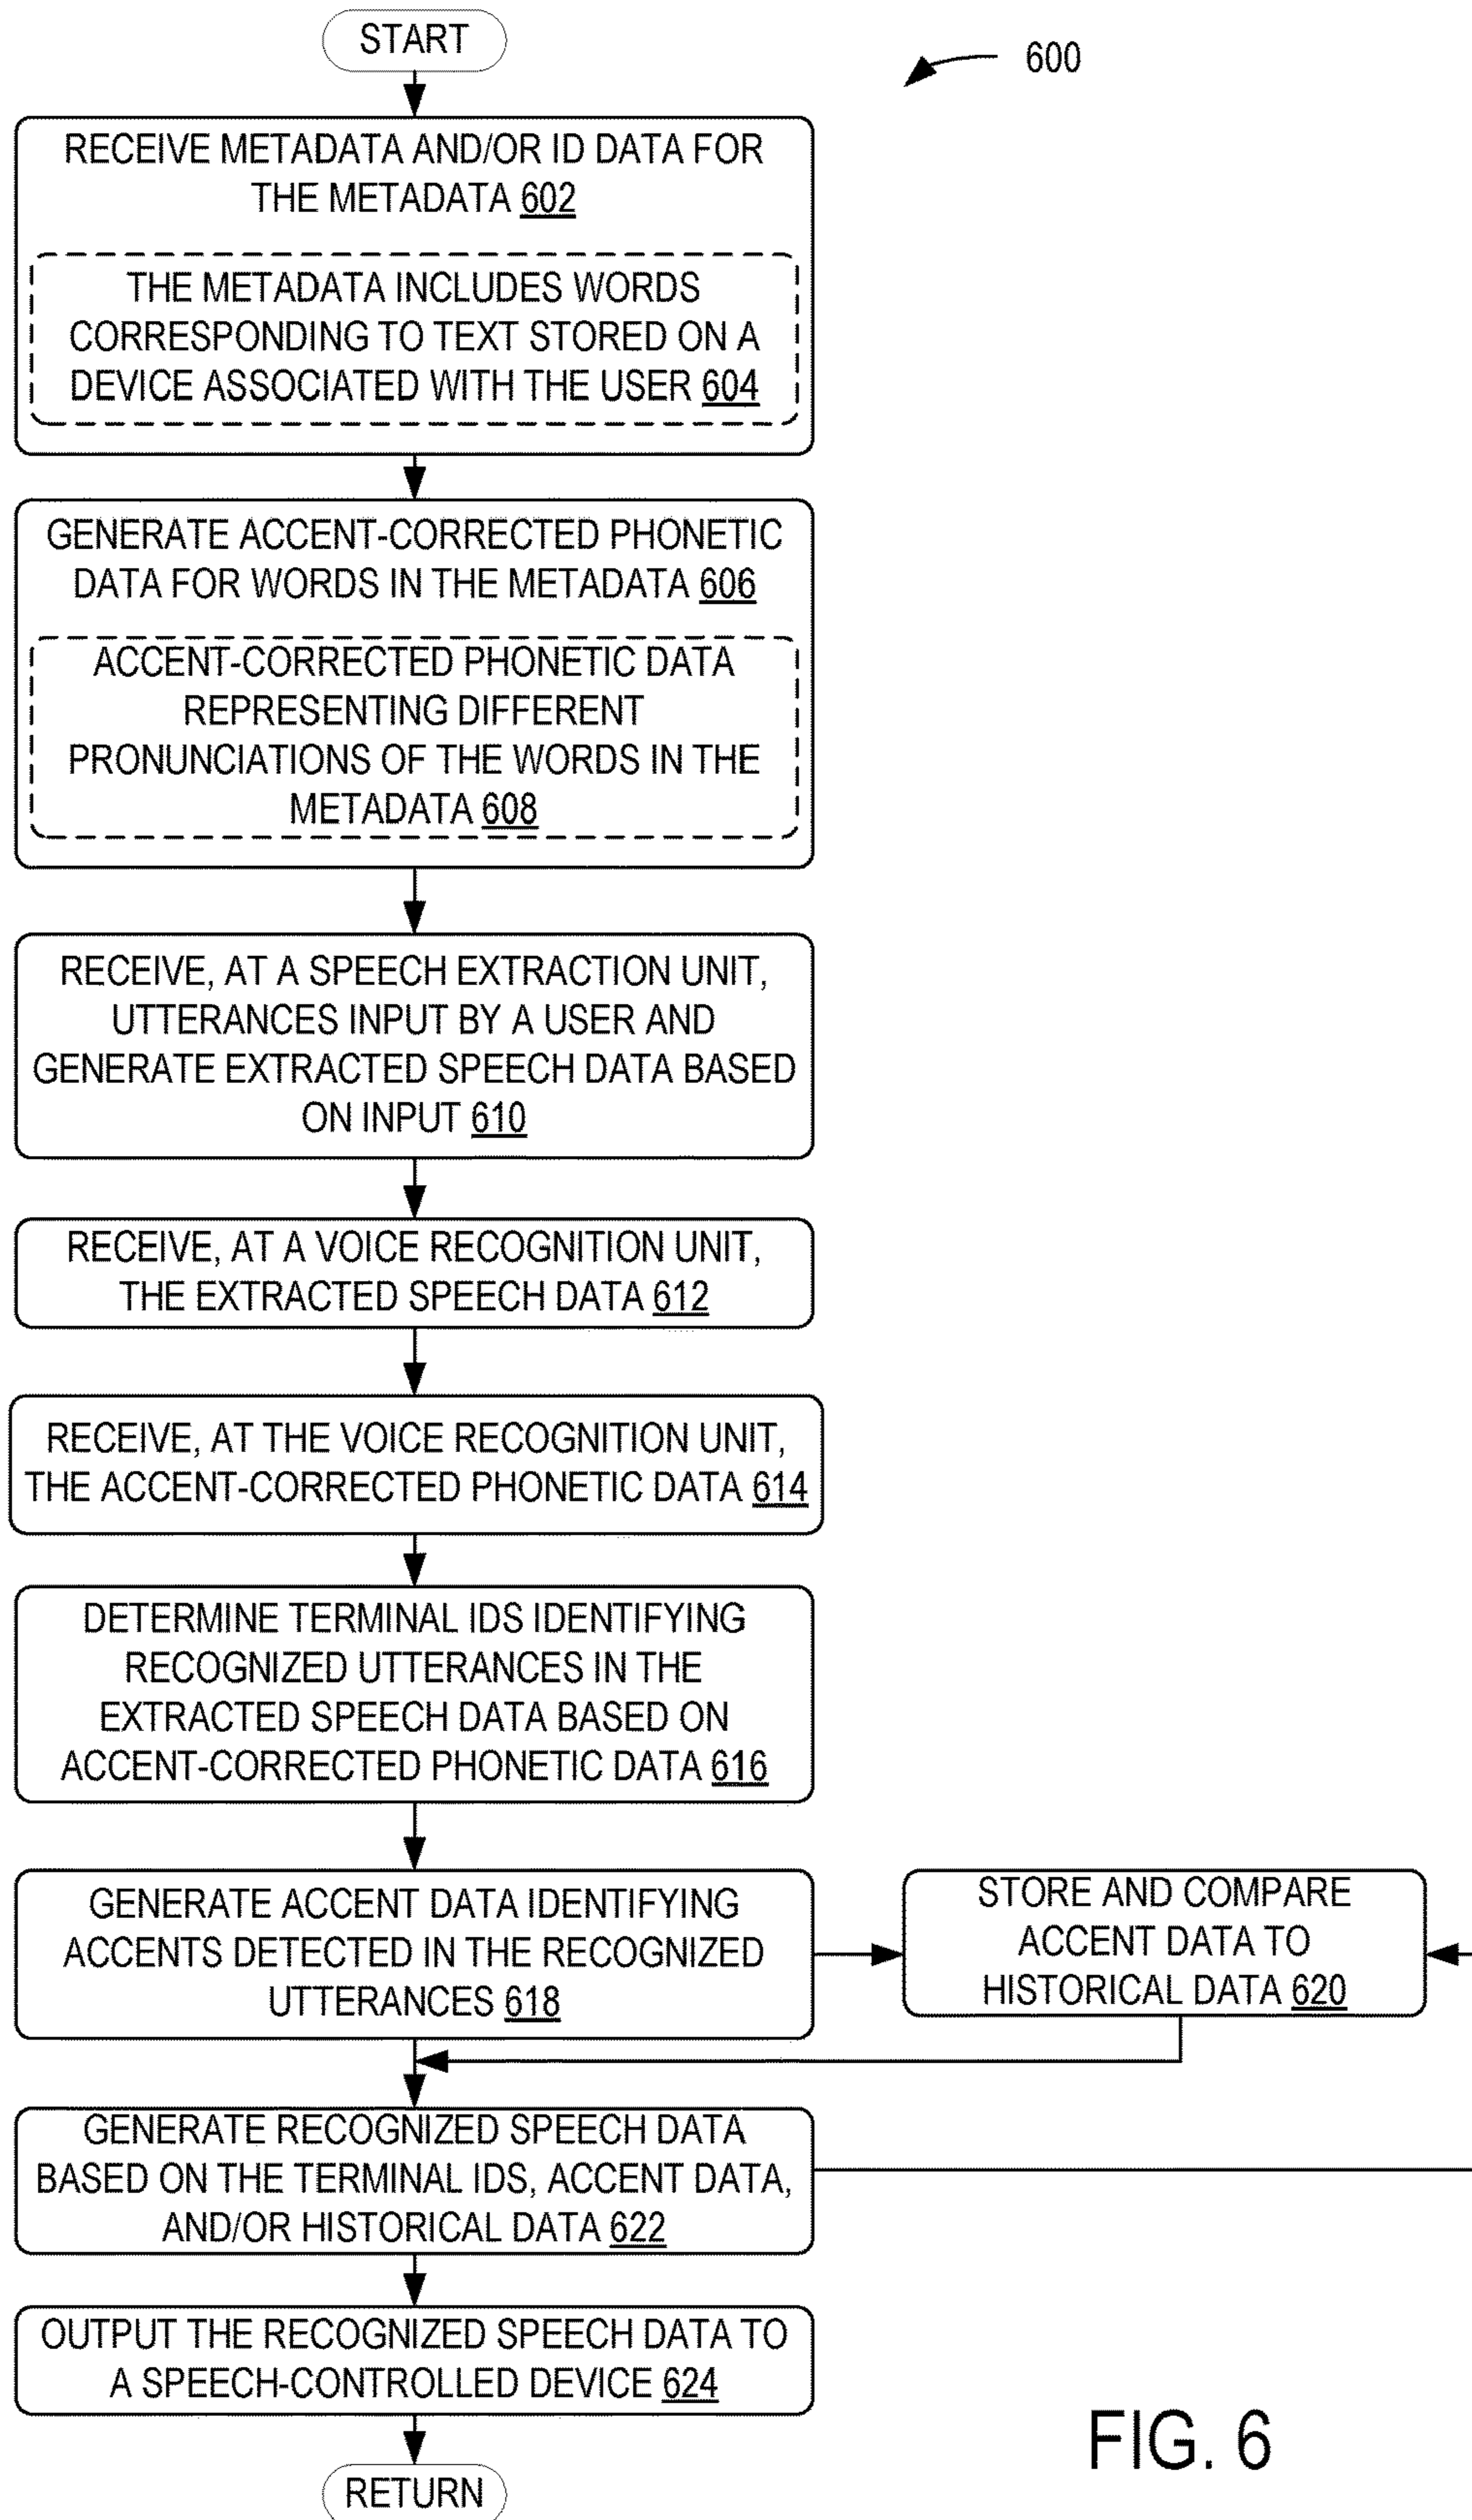 START
600
RECEIVE METADATA AND/OR ID DATA FOR
THE METADATA 602
THE METADATA INCLUDES WORDS
CORRESPONDING TO TEXT STORED ON A
DEVICE ASSOCIATED WITH THE USER 604
GENERATE ACCENT-CORRECTED PHONETIC
DATA FOR WORDS IN THE METADATA 606
ACCENT-CORRECTED PHONETIC DATA
REPRESENTING DIFFERENT
PRONUNCIATIONS OF THE WORDS IN THE
METADATA 608
RECEIVE, AT A SPEECH EXTRACTION UNIT,
UTTERANCES INPUT BY A USER AND
GENERATE EXTRACTED SPEECH DATA BASED
ON INPUT 610
RECEIVE, AT A VOICE RECOGNITION UNIT,
THE EXTRACTED SPEECH DATA 612
RECEIVE, AT THE VOICE RECOGNITION UNIT,
THE ACCENT-CORRECTED PHONETIC DATA 614
DETERMINE TERMINAL IDS IDENTIFYING
RECOGNIZED UTTERANCES IN THE
EXTRACTED SPEECH DATA BASED ON
ACCENT-CORRECTED PHONETIC DATA 616
GENERATE ACCENT DATA IDENTIFYING
ACCENTS DETECTED IN THE RECOGNIZED
UTTERANCES 618
STORE AND COMPARE
ACCENT DATA TO
HISTORICAL DATA 620
GENERATE RECOGNIZED SPEECH DATA
BASED ON THE TERMINAL IDS, ACCENT DATA,
AND/OR HISTORICAL DATA 622
OUTPUT THE RECOGNIZED SPEECH DATA TO
A SPEECH-CONTROLLED DEVICE 624
RETURN
FIG. 6